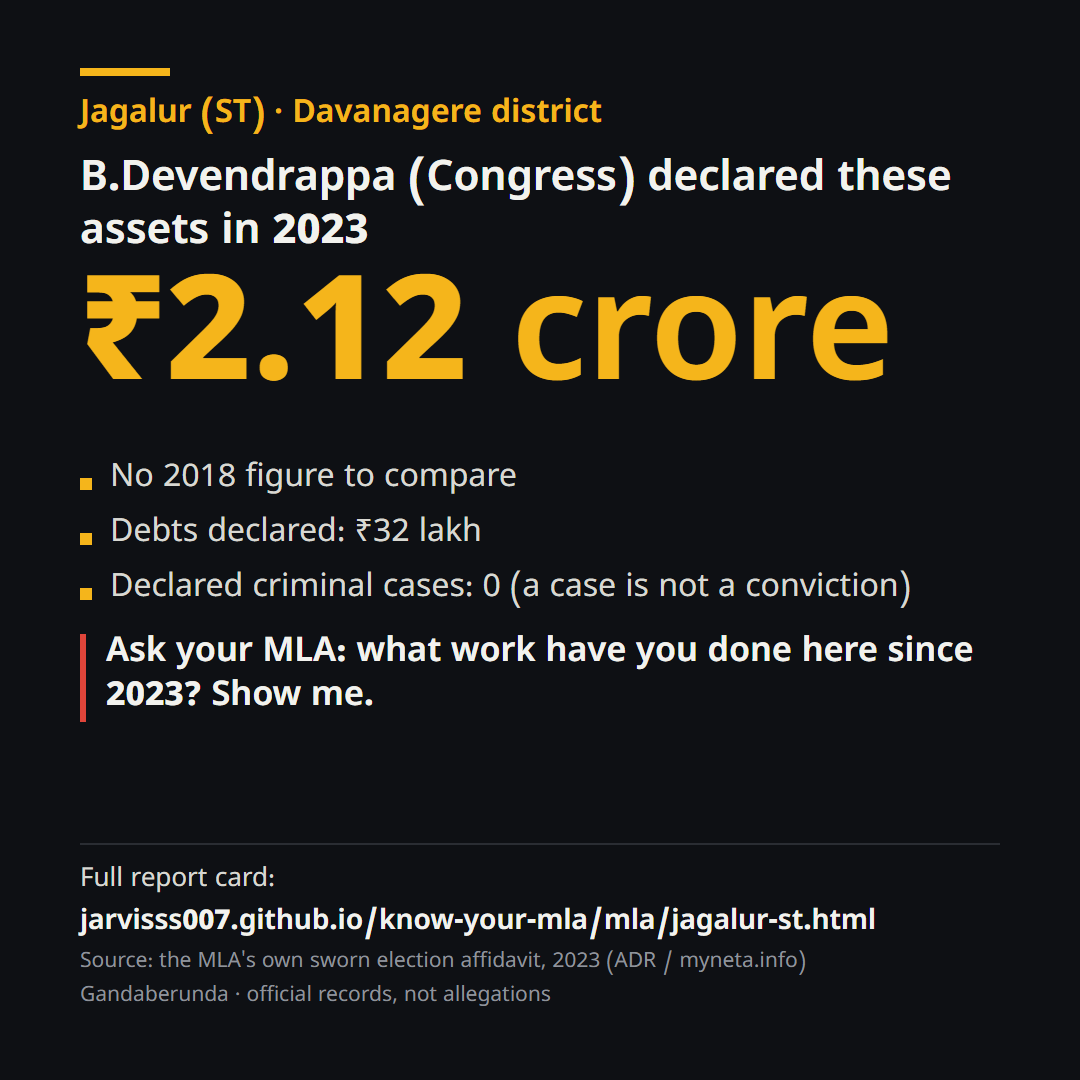 Jagalur (ST) · Davanagere district
B.Devendrappa (Congress) declared these
assets in 2023
₹2.12 crore
No 2018 figure to compare
Debts declared: ₹32 lakh
Declared criminal cases: 0 (a case is not a conviction)
Ask your MLA: what work have you done here since
2023? Show me.
Full report card:
jarvisss007.github.io/know-your-mla/mla/jagalur-st.html
Source: the MLA's own sworn election affidavit, 2023 (ADR / myneta.info)
Gandaberunda · official records, not allegations